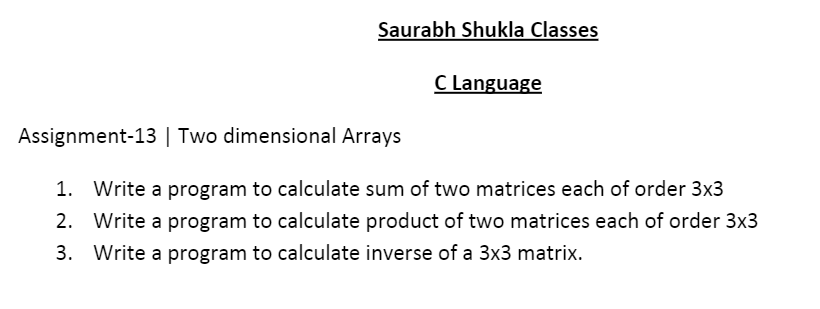 Saurabh Shukla Classes
C Language
Assignment-13 | Two dimensional Arrays
1. Write a program to calculate sum of two matrices each of order 3x3
2. Write a program to calculate product of two matrices each of order 3x3
3. Write a program to calculate inverse of a 3x3 matrix.